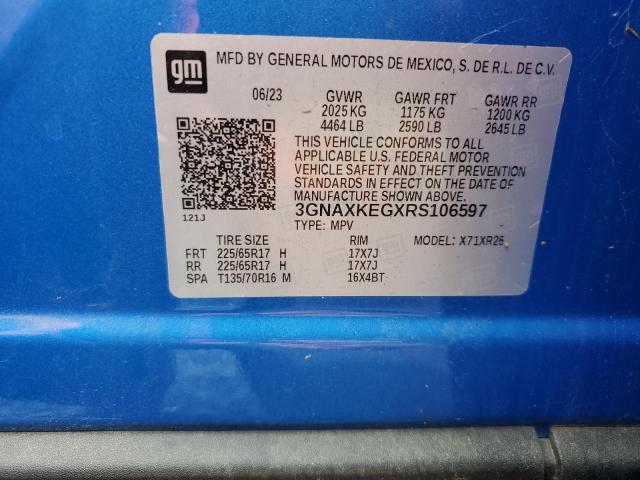 gm
MFD BY GENERAL MOTORS DE MEXICO, S. DE R.L. DE C.V.
06/23 GVWR GAWR FRT GAWR RR
2025 KG 1175 KG 1200 KG
4464 LB 2590 LB 2645 LB
THIS VEHICLE CONFORMS TO ALL
APPLICABLE U.S. FEDERAL MOTOR
VEHICLE SAFETY AND THEFT PREVENTION
STANDARDS IN EFFECT ON THE DATE OF
MANUFACTURE SHOWN ABOVE.
121J
3GNAXKEGXRS106597
TYPE: MPV
TIRE SIZE RIM MODEL: X71XR26
FRT 225/65R17 H 17X7J
RR 225/65R17 H 17X7J
SPA T135/70R16 M 16X4BT